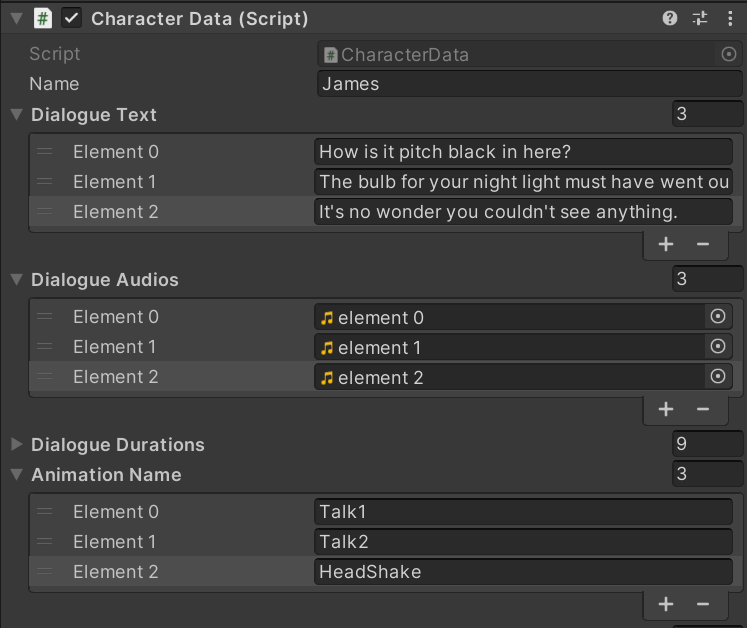 Character Data (Script)
Script CharacterData
Name James
Dialogue Text 3
Element 0 How is it pitch black in here?
Element 1 The bulb for your night light must have went ou
Element 2 It's no wonder you couldn't see anything.
+ −
Dialogue Audios 3
Element 0 element 0
Element 1 element 1
Element 2 element 2
+ −
Dialogue Durations 9
Animation Name 3
Element 0 Talk1
Element 1 Talk2
Element 2 HeadShake
+ −